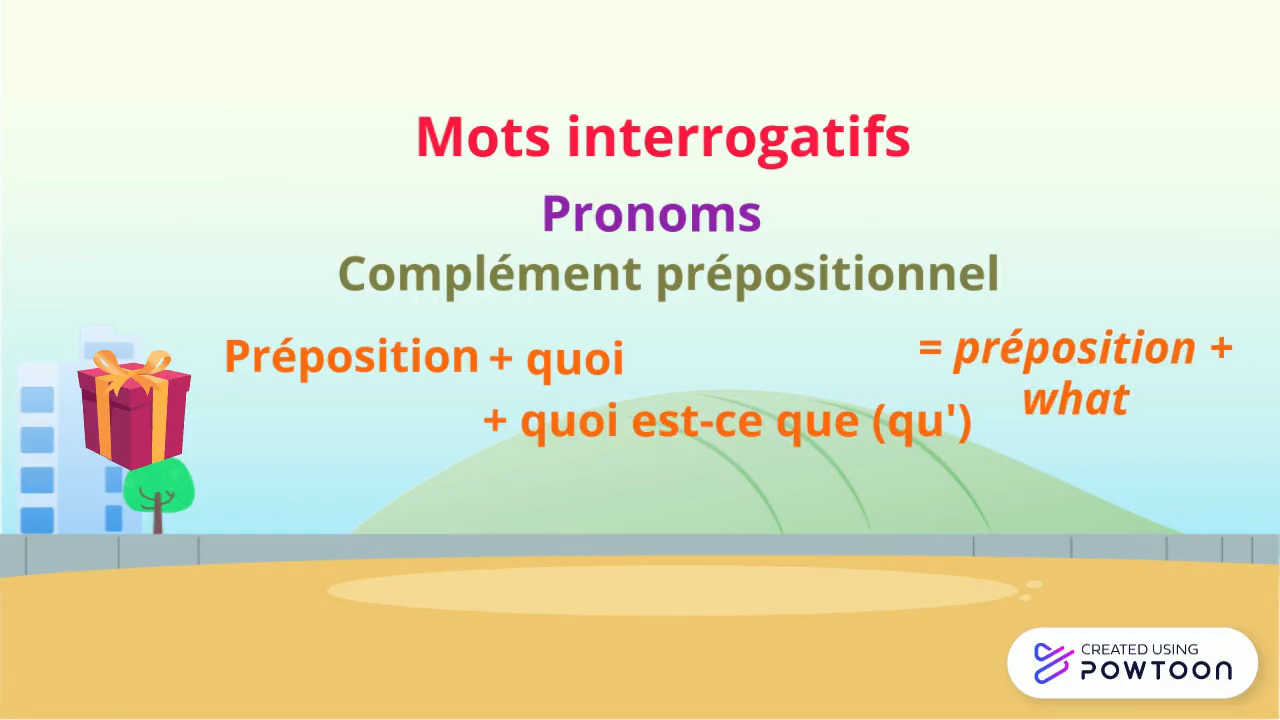 Mots interrogatifs
Pronoms
Complément prépositionnel
Préposition + quoi
+ quoi est-ce que (qu')
= préposition +
what
CREATED USING
POWTOON